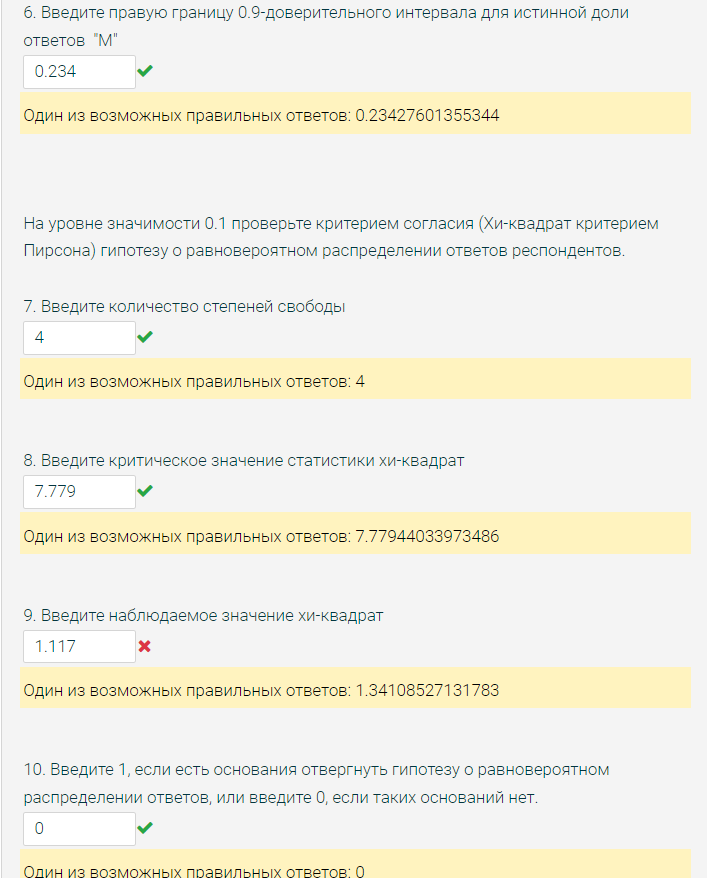 6. Введите правую границу 0.9-доверительного интервала для истинной доли
ответов "М"
0.234
Один из возможных правильных ответов: 0.23427601355344
На уровне значимости 0.1 проверьте критерием согласия (Хи-квадрат критерием
Пирсона) гипотезу о равновероятном распределении ответов респондентов.
7. Введите количество степеней свободы
4
Один из возможных правильных ответов: 4
8. Введите критическое значение статистики хи-квадрат
7.779
Один из возможных правильных ответов: 7.77944033973486
9. Введите наблюдаемое значение хи-квадрат
1.117
Один из возможных правильных ответов: 1.34108527131783
10. Введите 1, если есть основания отвергнуть гипотезу о равновероятном
распределении ответов, или введите 0, если таких оснований нет.
0
Один из возможных правильных ответов: 0